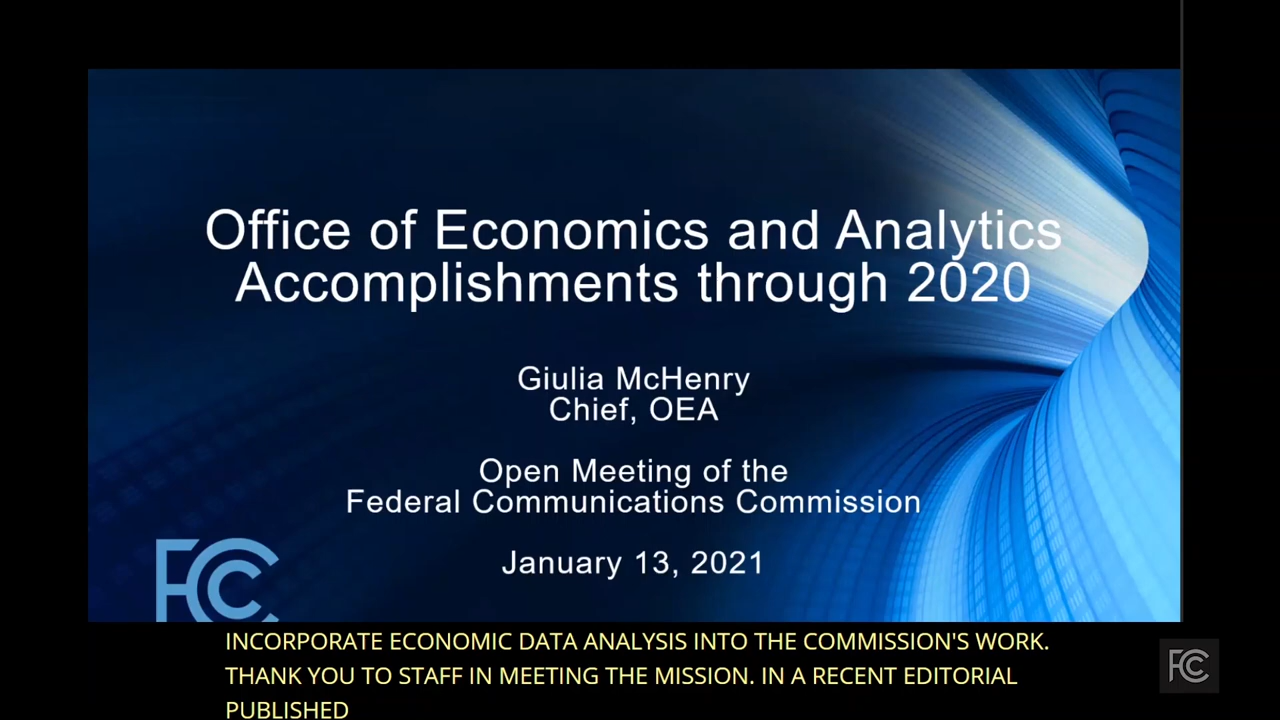 Office of Economics and Analytics
Accomplishments through 2020
Giulia McHenry
Chief, OEA
Open Meeting of the
Federal Communications Commission
January 13, 2021
FCC
INCORPORATE ECONOMIC DATA ANALYSIS INTO THE COMMISSION'S WORK.
THANK YOU TO STAFF IN MEETING THE MISSION. IN A RECENT EDITORIAL
PUBLISHED
FCC